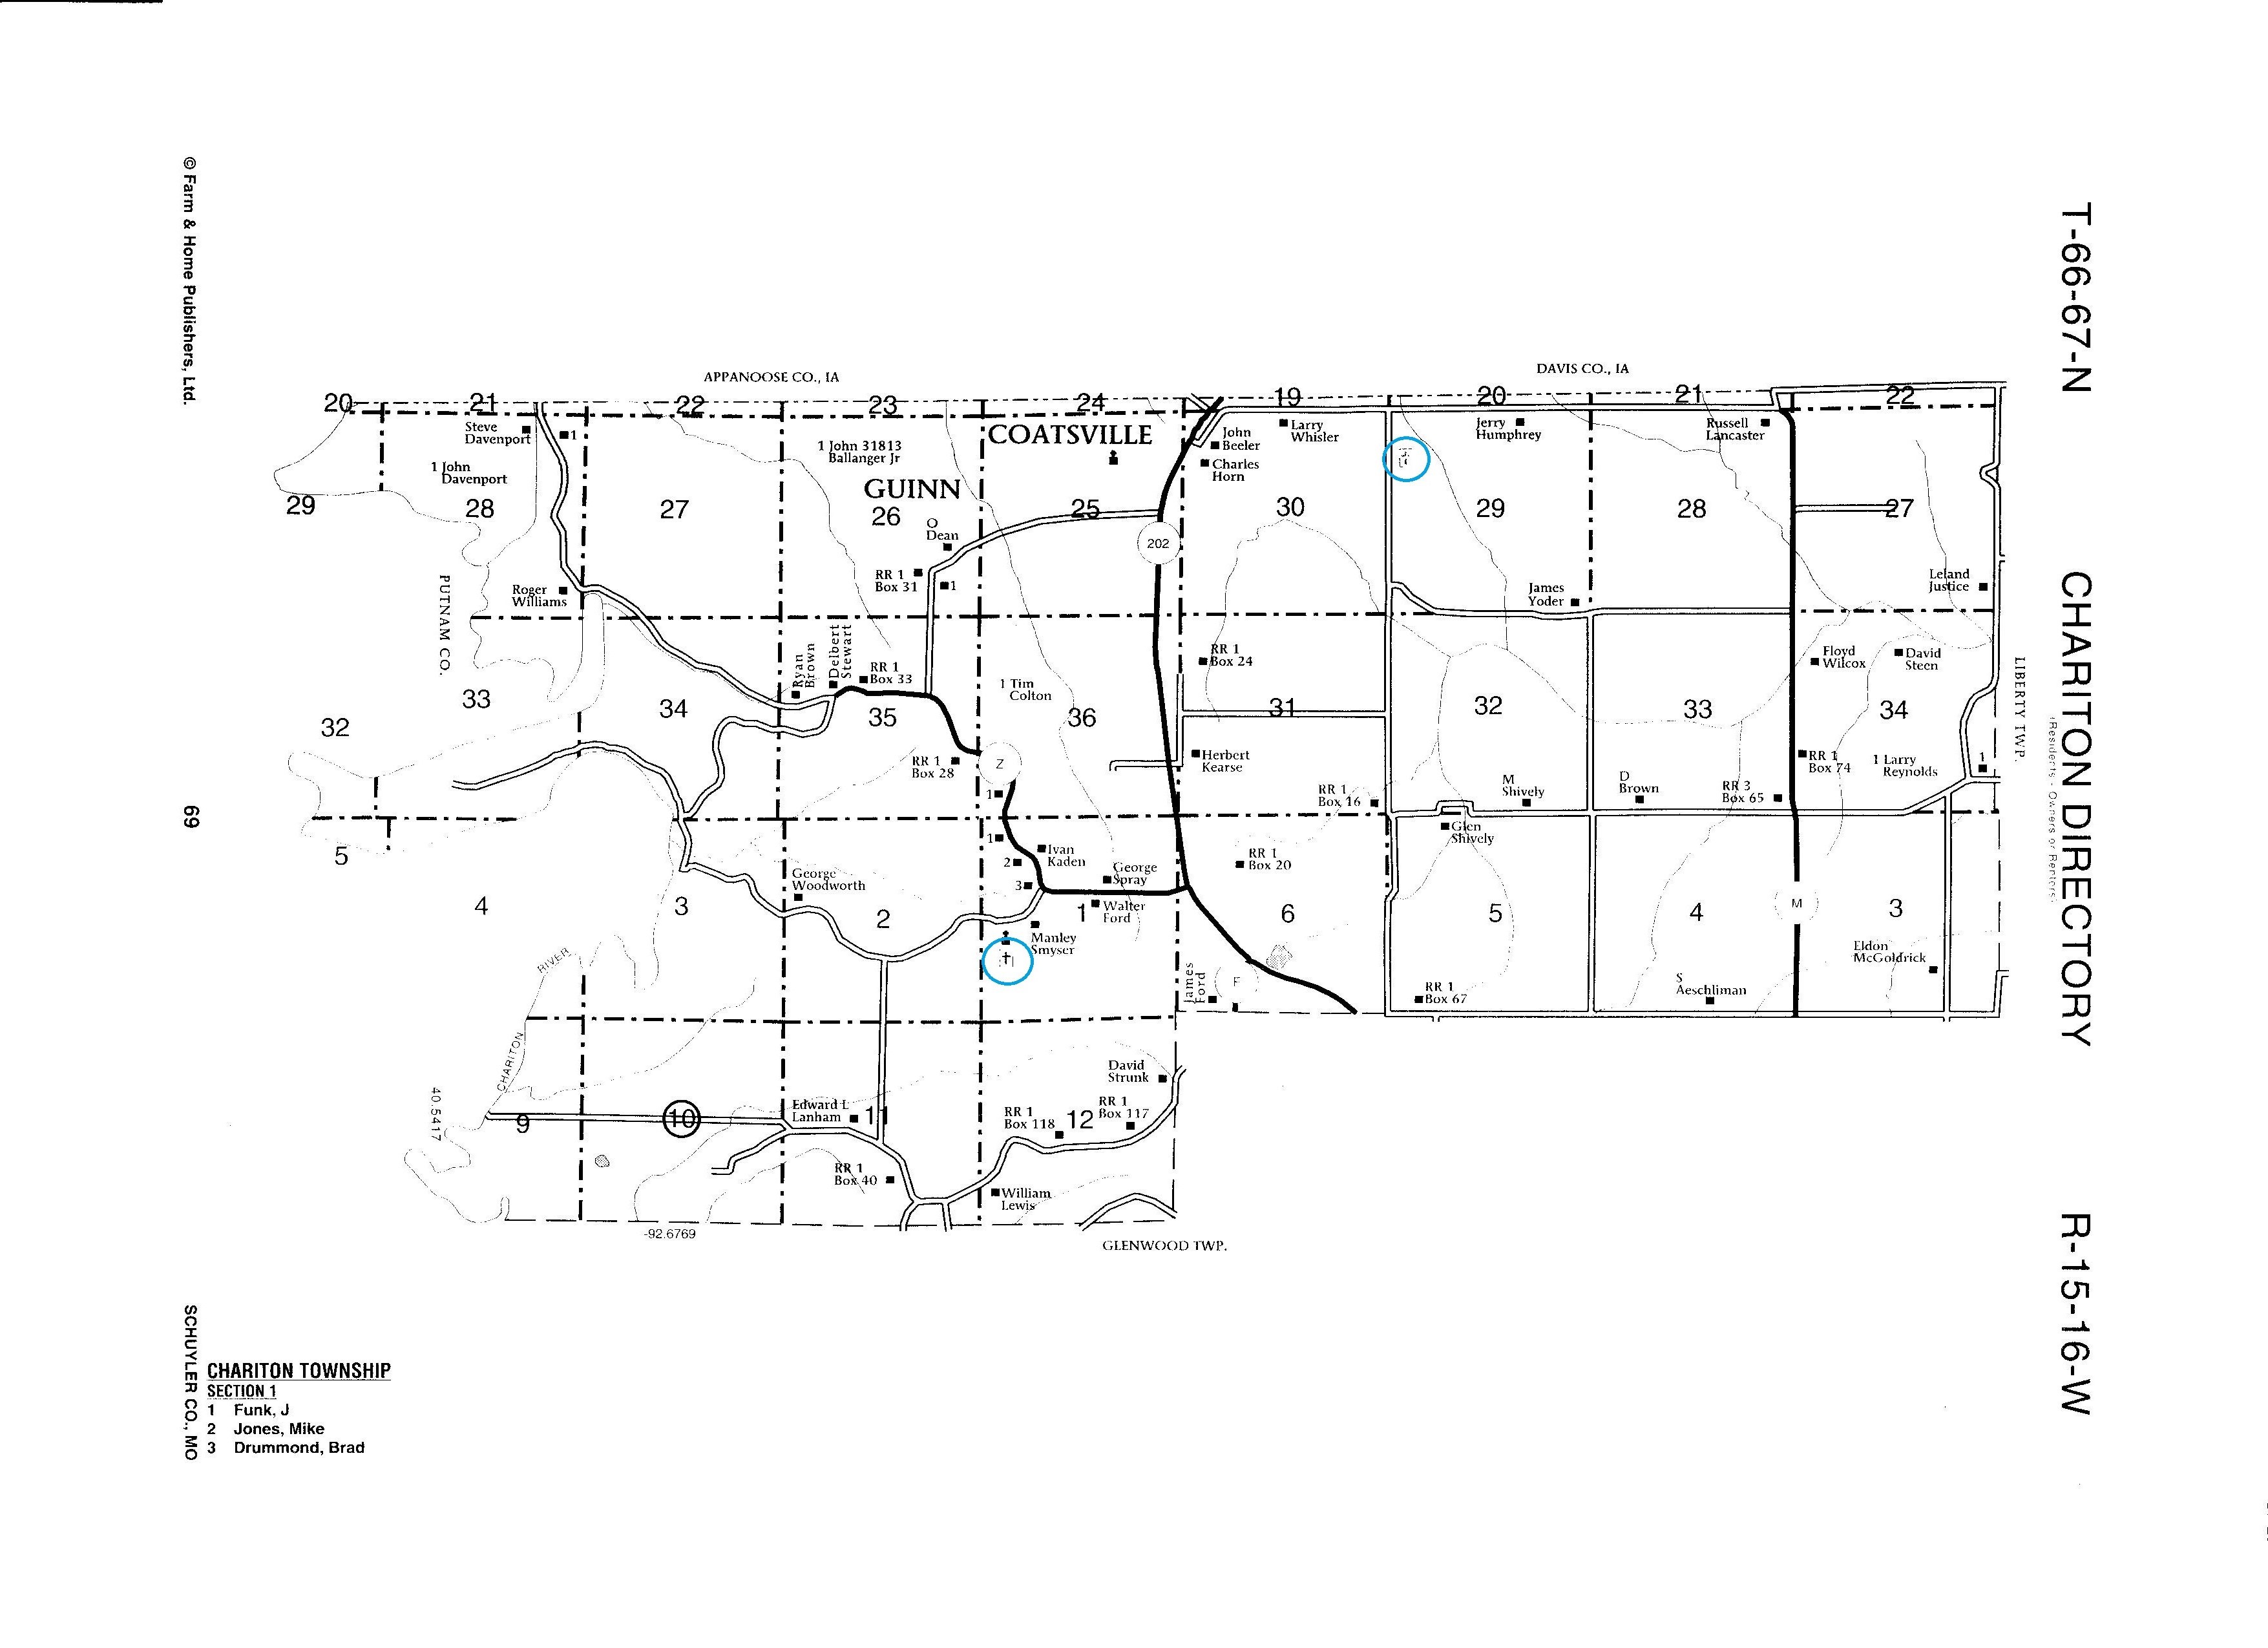 T-66-67-N
CHARITON DIRECTORY
(Residents - Owners or Renters)
R-15-16-W
© Farm & Home Publishers, Ltd.
69
SCHUYLER CO., MO
APPANOOSE CO., IA
DAVIS CO., IA
20
21
22
23
24
19
20
21
22
Steve
Davenport
1
1 John
Davenport
1 John 31813
Ballanger Jr
COATSVILLE
John
Beeler
Charles
Horn
Larry
Whisler
Jerry
Humphrey
Russell
Lancaster
GUINN
29
28
27
26
25
30
29
28
27
O
Dean
202
RR 1
Box 31
1
PUTNAM CO.
Roger
Williams
James
Yoder
Leland
Justice
Ryan
Brown
Delbert
Stewart
RR 1
Box 33
1 Tim
Colton
RR 1
Box 24
Floyd
Wilcox
David
Steen
LIBERTY TWP.
32
33
34
35
36
31
32
33
34
RR 1
Box 28
Z
1
Herbert
Kearse
RR 1
Box 16
M
Shively
D
Brown
RR 3
Box 65
RR 1
Box 74
1 Larry
Reynolds
1
5
1
2
3
Ivan
Kaden
George
Spray
RR 1
Box 20
Glen
Shively
George
Woodworth
4
3
2
1
Walter
Ford
6
5
4
M
3
Manley
Smyser
Eldon
McGoldrick
RIVER
James
Ford
F
RR 1
Box 67
S
Aeschliman
CHARITON
40.5417
David
Strunk
9
10
Edward L
Lanham
11
RR 1
Box 118
12
RR 1
Box 117
RR 1
Box 40
William
Lewis
-92.6769
GLENWOOD TWP.
CHARITON TOWNSHIP
SECTION 1
1 Funk, J
2 Jones, Mike
3 Drummond, Brad